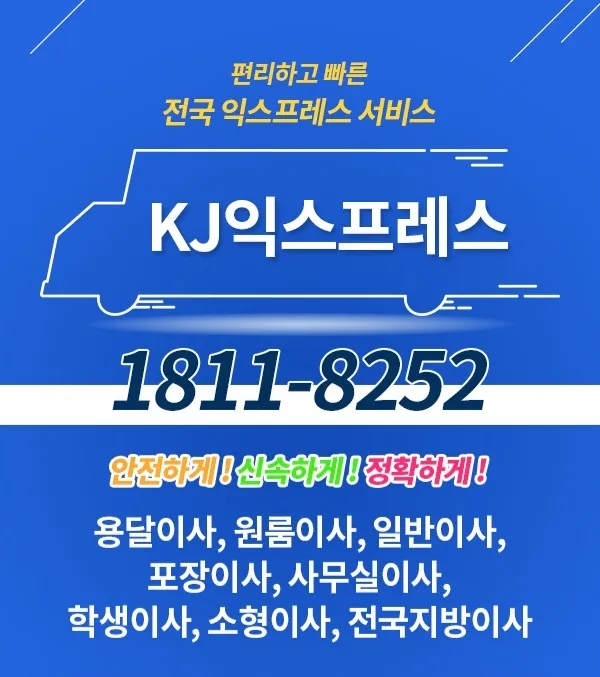 편리하고 빠른
전국 익스프레스 서비스
KJ익스프레스
1811-8252
안전하게! 신속하게! 정확하게!
용달이사, 원룸이사, 일반이사,
포장이사, 사무실이사,
학생이사, 소형이사, 전국지방이사